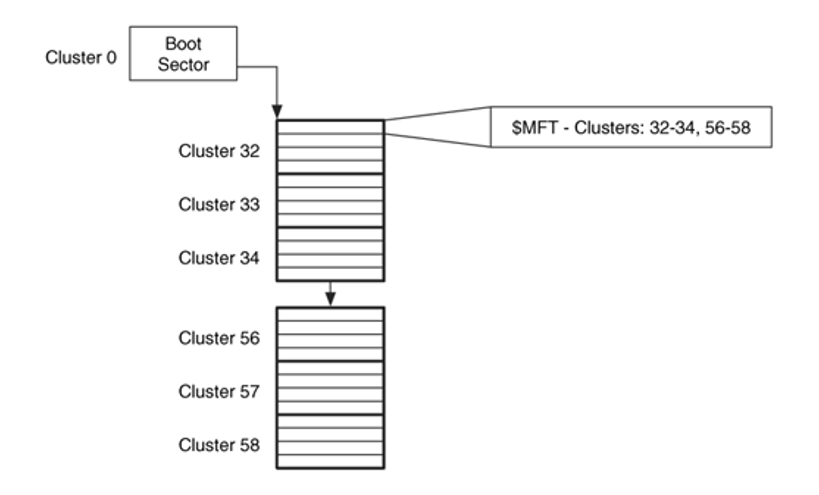 Cluster 0
Boot
Sector
$MFT - Clusters: 32-34, 56-58
Cluster 32
Cluster 33
Cluster 34
Cluster 56
Cluster 57
Cluster 58